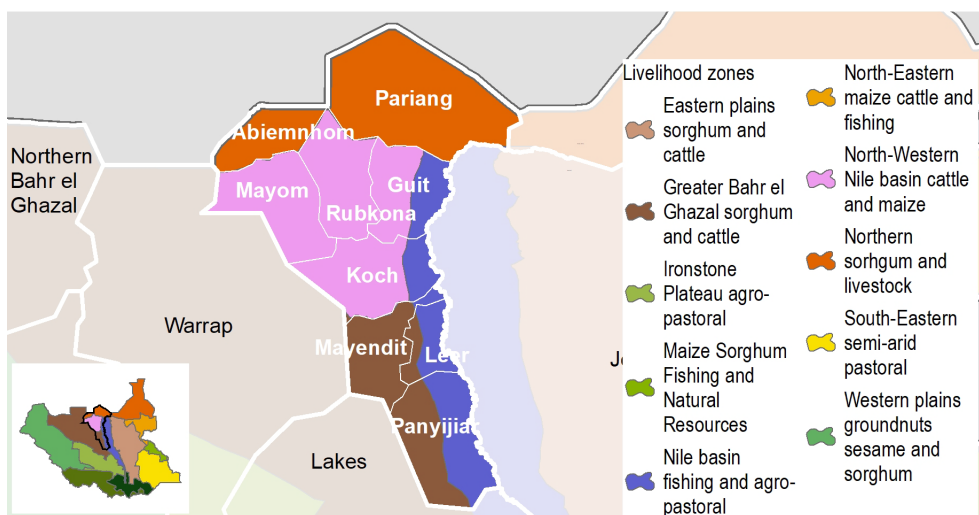 Northern
Bahr el
Ghazal
Pariang
Abiemnhom
Mayom
Guit
Rubkona
Koch
Warrap
Mayendit
Leer
Panyijiar
Lakes
Livelihood zones
Eastern plains
sorghum and
cattle
Greater Bahr el
Ghazal sorghum
and cattle
Ironstone
Plateau agro-
pastoral
Maize Sorghum
Fishing and
Natural
Resources
Nile basin
fishing and agro-
pastoral
North-Eastern
maize cattle and
fishing
North-Western
Nile basin cattle
and maize
Northern
sorhgum and
livestock
South-Eastern
semi-arid
pastoral
Western plains
groundnuts
sesame and
sorghum